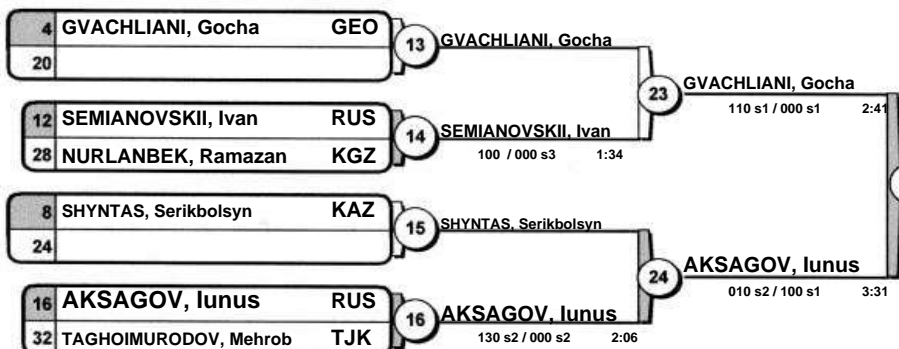 4 GVACHLIANI, Gocha GEO
20
13 GVACHLIANI, Gocha
12 SEMIANOVSKII, Ivan RUS
28 NURLANBEK, Ramazan KGZ
14 SEMIANOVSKII, Ivan
100 / 000 s3 1:34
23 GVACHLIANI, Gocha
110 s1 / 000 s1 2:41
8 SHYNTAS, Serikbolsyn KAZ
24
15 SHYNTAS, Serikbolsyn
16 AKSAGOV, Iunus RUS
32 TAGHOIMURODOV, Mehrob TJK
16 AKSAGOV, Iunus
130 s2 / 000 s2 2:06
24 AKSAGOV, Iunus
010 s2 / 100 s1 3:31